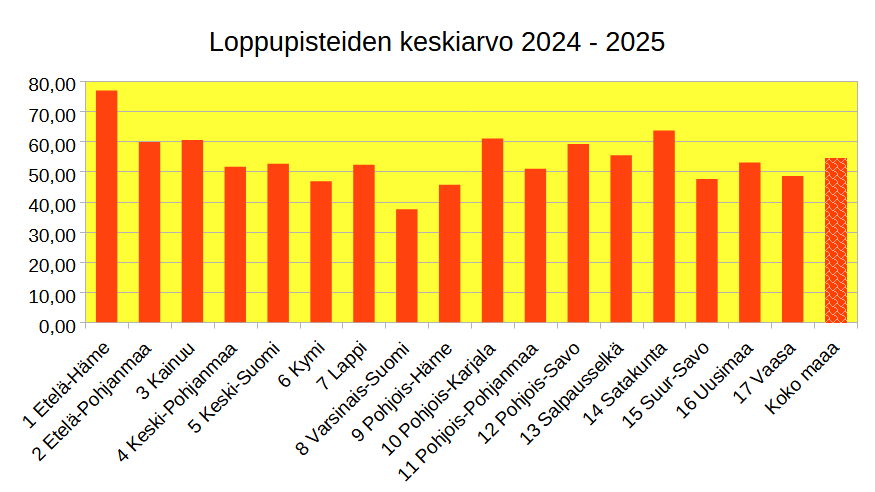 Loppupisteiden keskiarvo 2024 - 2025
80,00
70,00
60,00
50,00
40,00
30,00
20,00
10,00
0,00
1 Etelä-Häme
2 Etelä-Pohjanmaa
3 Kainuu
4 Keski-Pohjanmaa
5 Keski-Suomi
6 Kymi
7 Lappi
8 Varsinais-Suomi
9 Pohjois-Häme
10 Pohjois-Karjala
11 Pohjois-Pohjanmaa
12 Pohjois-Savo
13 Salpausselkä
14 Satakunta
15 Suur-Savo
16 Uusimaa
17 Vaasa
Koko maaa